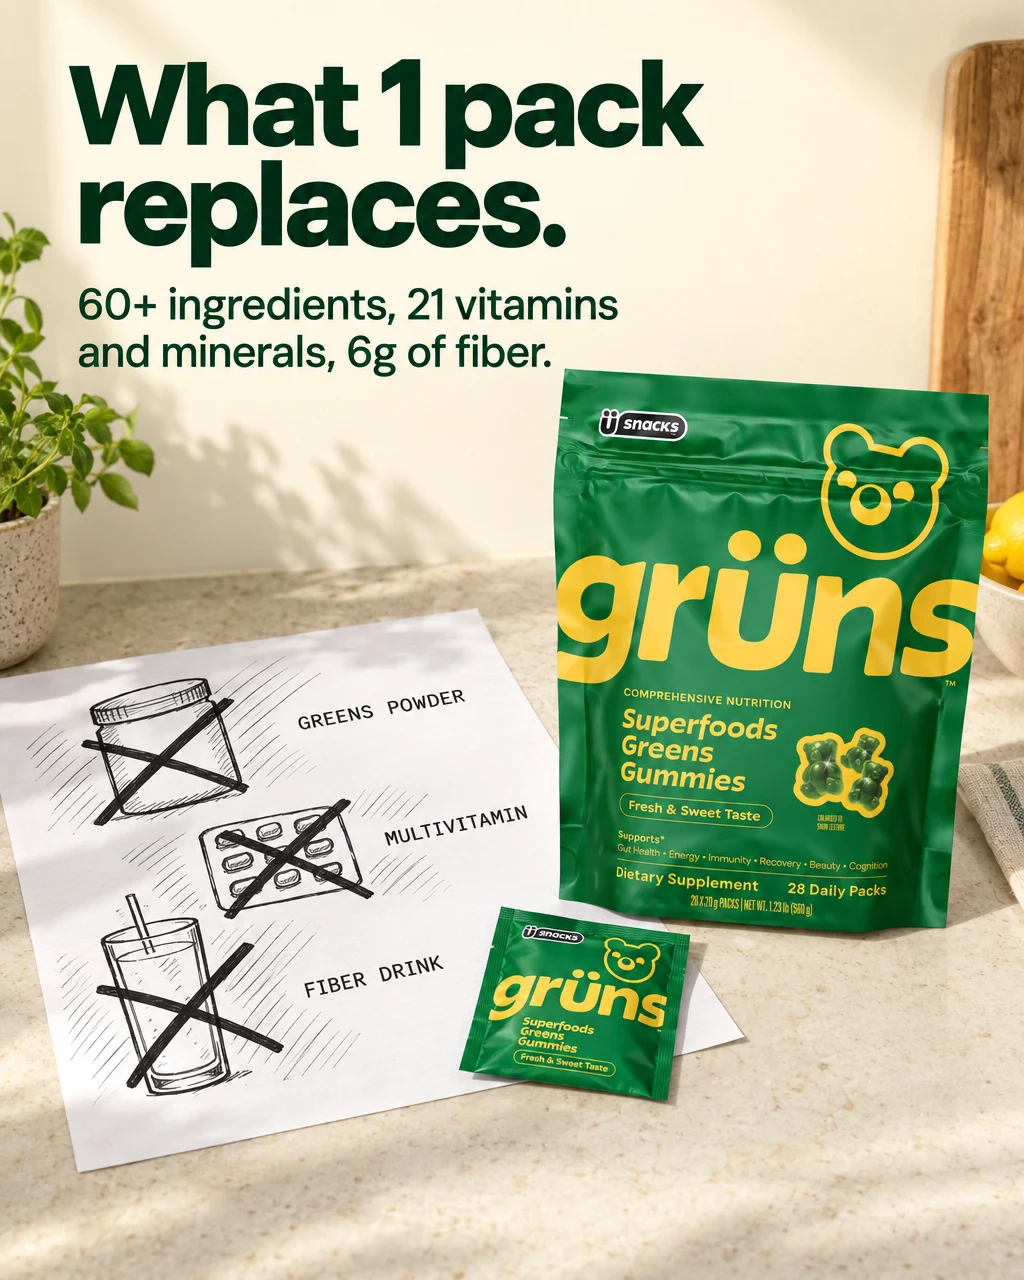 What 1 pack
replaces.
60+ ingredients, 21 vitamins
and minerals, 6g of fiber.
ü snacks
grüns
™
COMPREHENSIVE NUTRITION
Superfoods
Greens
Gummies
Fresh & Sweet Taste
Supports*
Gut Health • Energy • Immunity • Recovery • Beauty • Cognition
Dietary Supplement
28 Daily Packs
GREENS POWDER
MULTIVITAMIN
FIBER DRINK
ü snacks
grüns
Superfoods
Greens
Gummies
Fresh & Sweet Taste